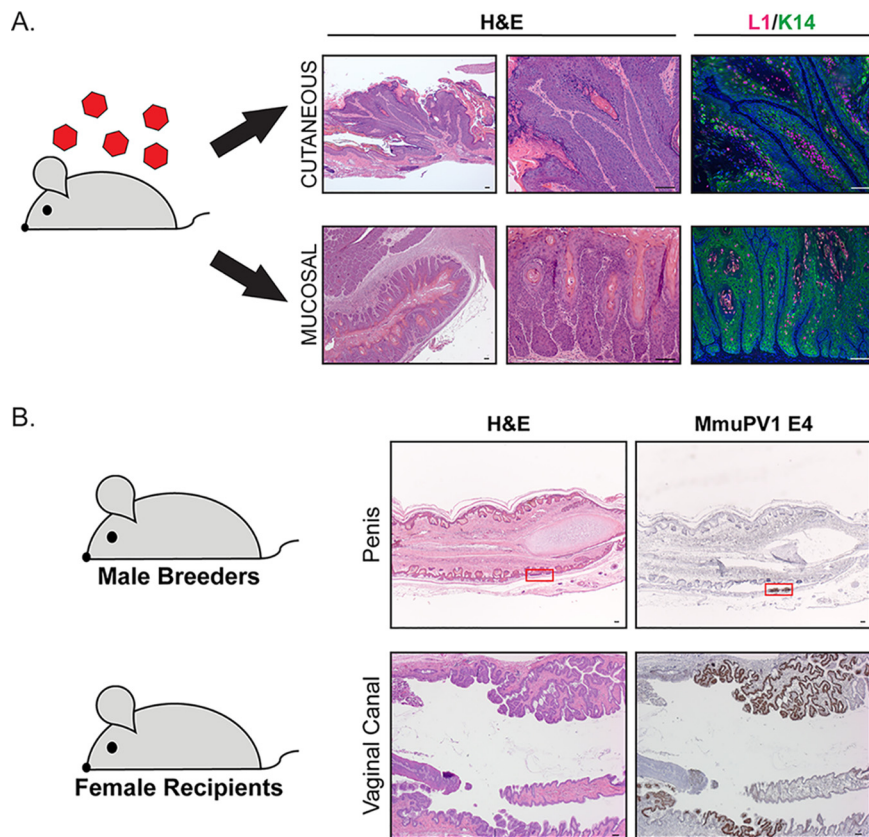 A.
H&E
L1/K14
CUTANEOUS
MUCOSAL
B.
H&E
MmuPV1 E4
Male Breeders
Penis
Female Recipients
Vaginal Canal